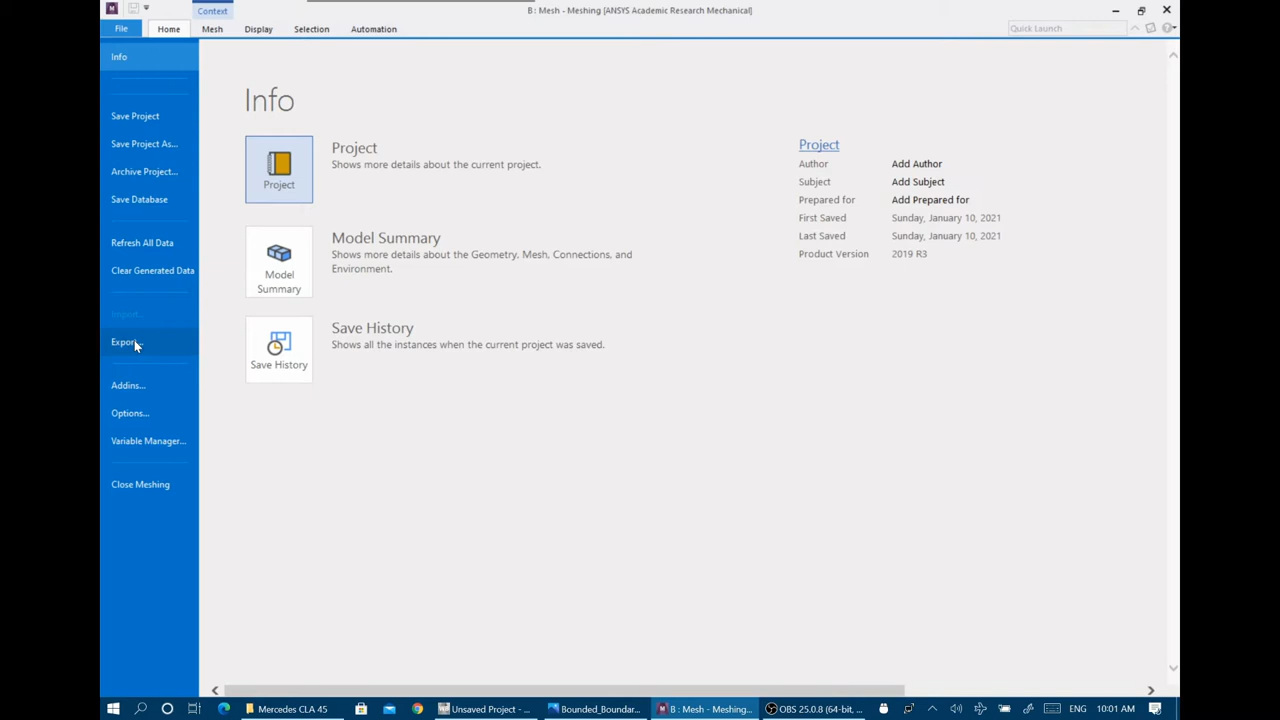 Context
B : Mesh - Meshing [ANSYS Academic Research Mechanical]
File
Home
Mesh
Display
Selection
Automation
Quick Launch
Info
Save Project
Save Project As...
Archive Project...
Save Database
Refresh All Data
Clear Generated Data
Import...
Export...
Addins...
Options...
Variable Manager...
Close Meshing
Info
Project
Project
Shows more details about the current project.
Model
Summary
Model Summary
Shows more details about the Geometry, Mesh, Connections, and
Environment.
Save History
Save History
Shows all the instances when the current project was saved.
Project
Author Add Author
Subject Add Subject
Prepared for Add Prepared for
First Saved Sunday, January 10, 2021
Last Saved Sunday, January 10, 2021
Product Version 2019 R3
Mercedes CLA 45
Unsaved Project - ...
Bounded_Boundar...
B : Mesh - Meshing...
OBS 25.0.8 (64-bit, ...
ENG
10:01 AM